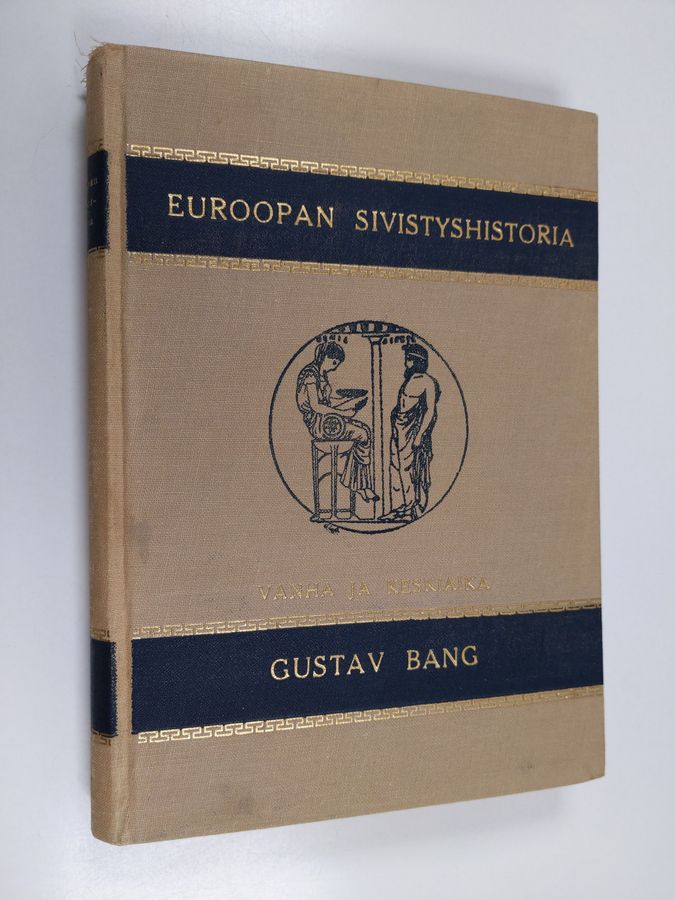 EUROOPAN SIVISTYSHISTORIA
VANHA JA KESKIAIKA
GUSTAV BANG